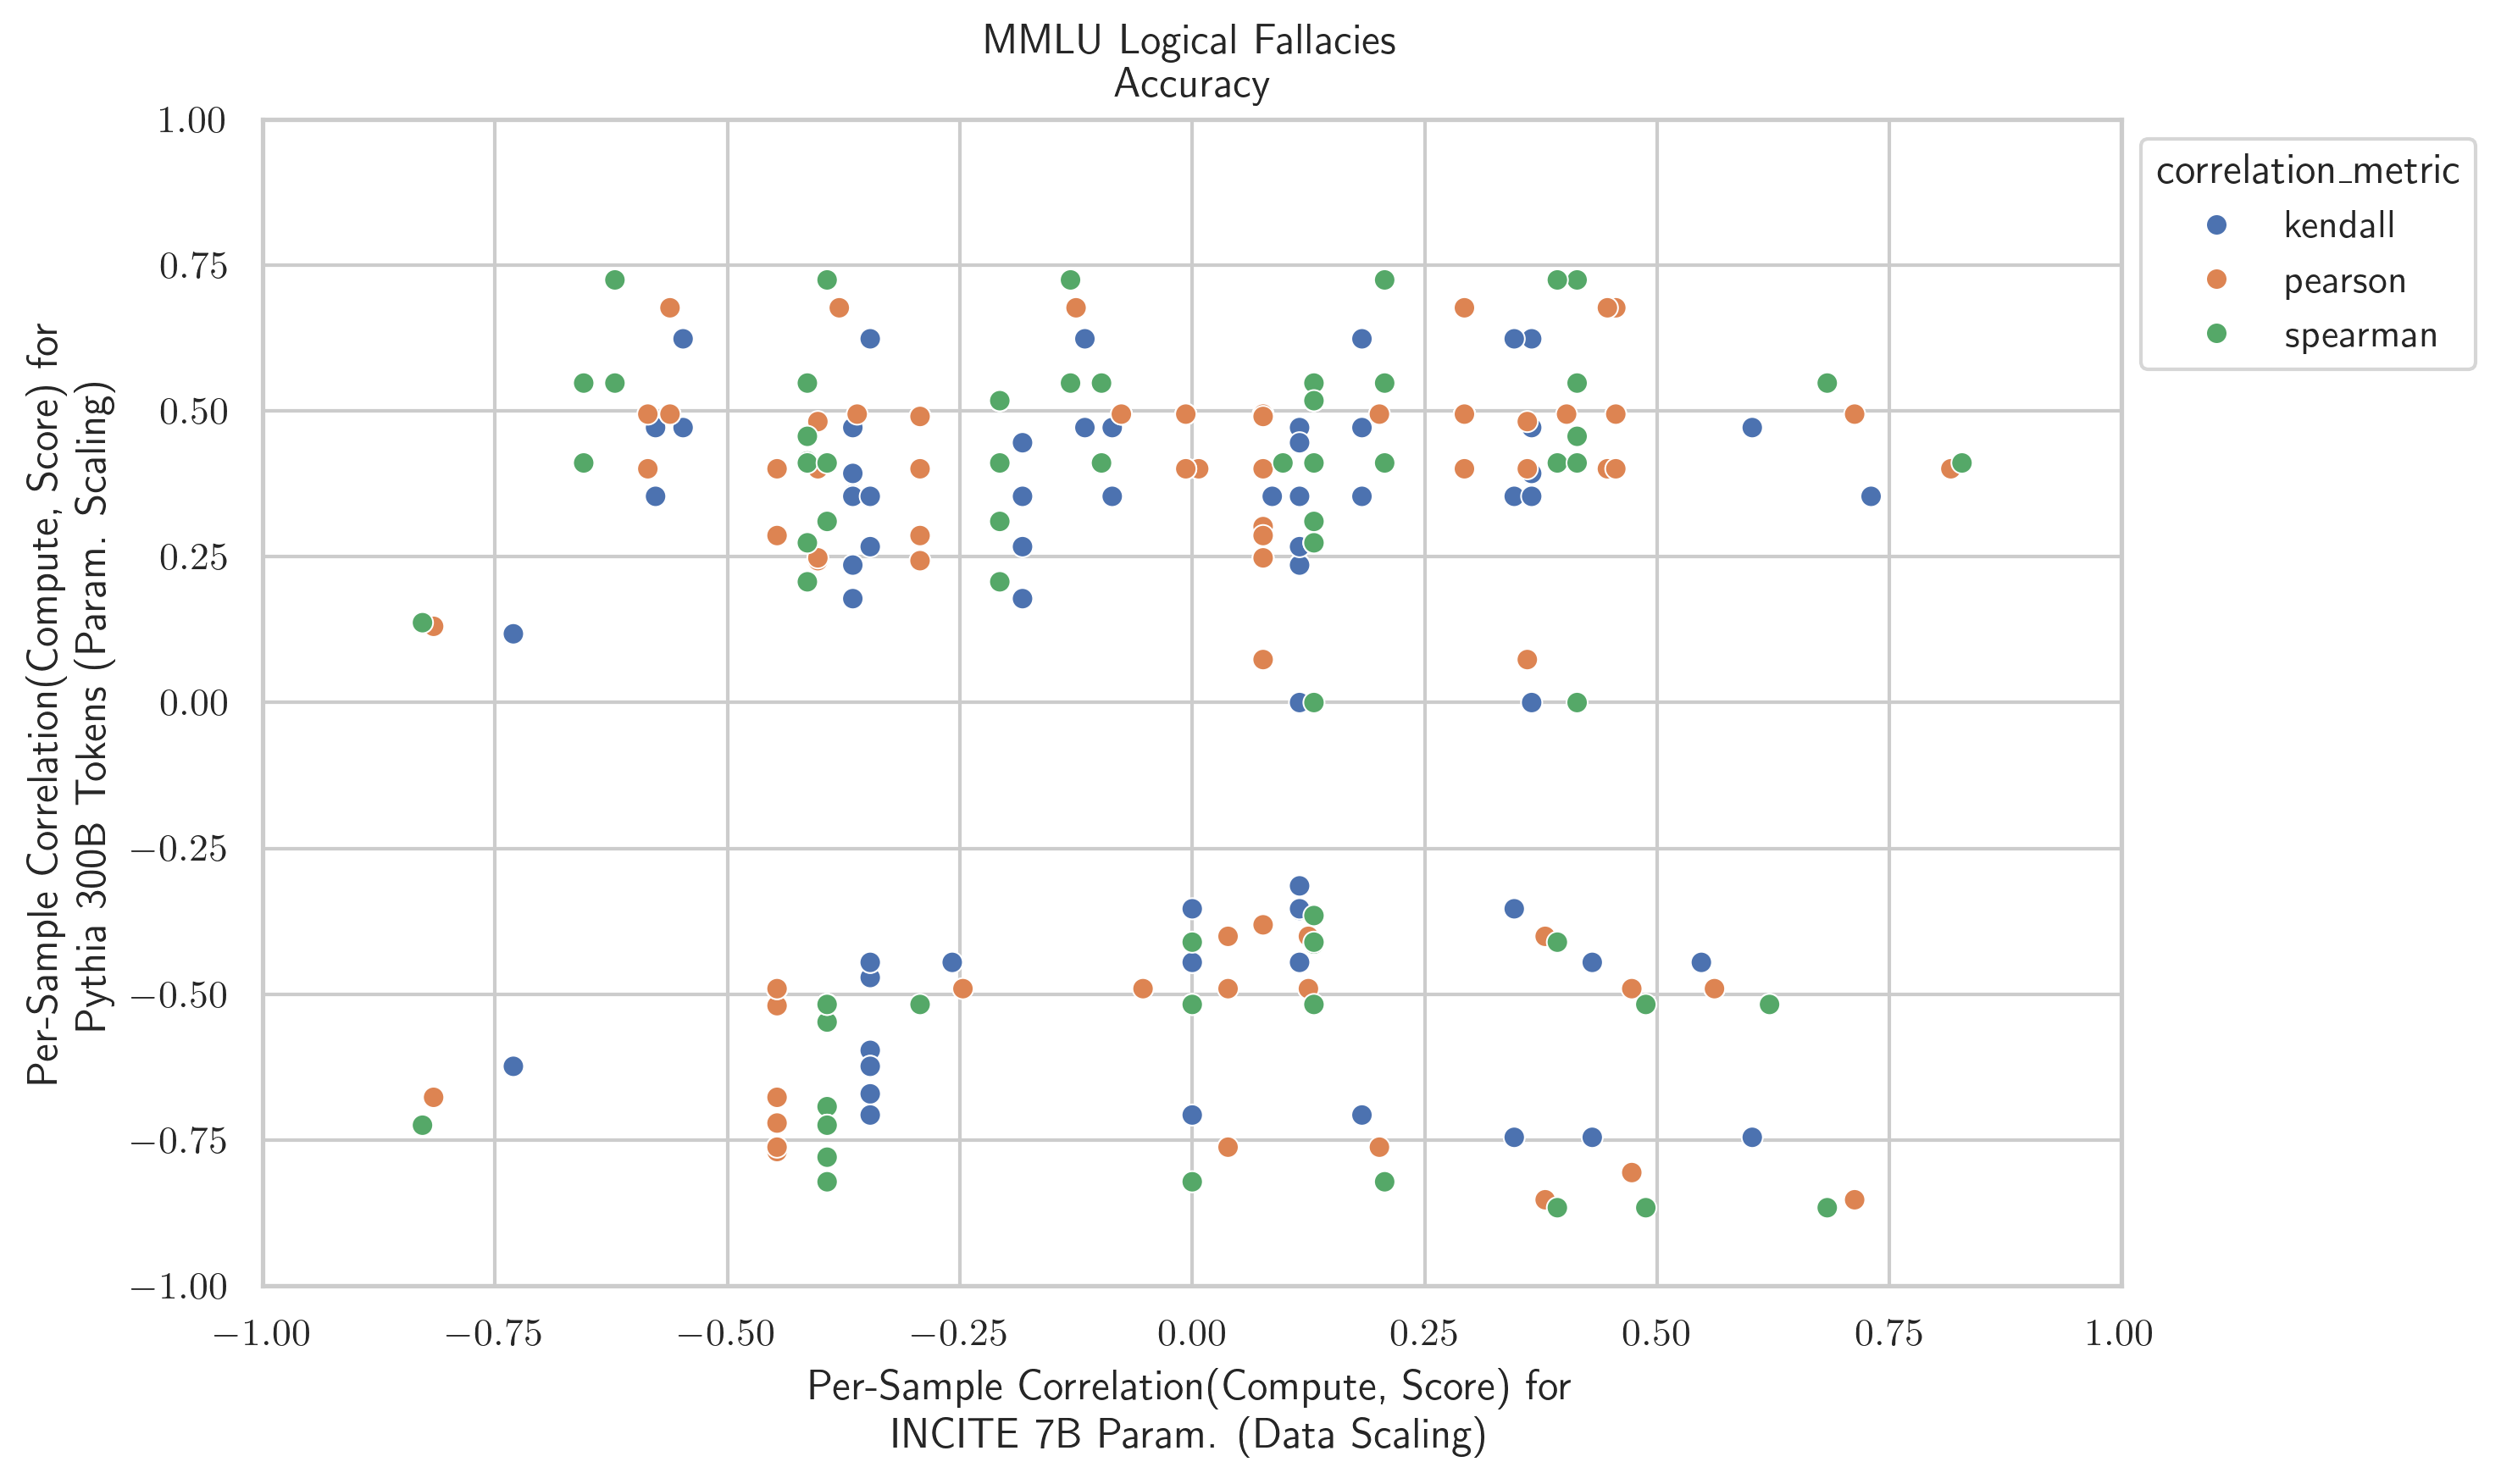 MMLU Logical Fallacies
Accuracy
Per-Sample Correlation(Compute, Score) for
Pythia 300B Tokens (Param. Scaling)
1.00
0.75
0.50
0.25
0.00
−0.25
−0.50
−0.75
−1.00
−1.00 −0.75 −0.50 −0.25 0.00 0.25 0.50 0.75 1.00
Per-Sample Correlation(Compute, Score) for
INCITE 7B Param. (Data Scaling)
correlation_metric
kendall
pearson
spearman